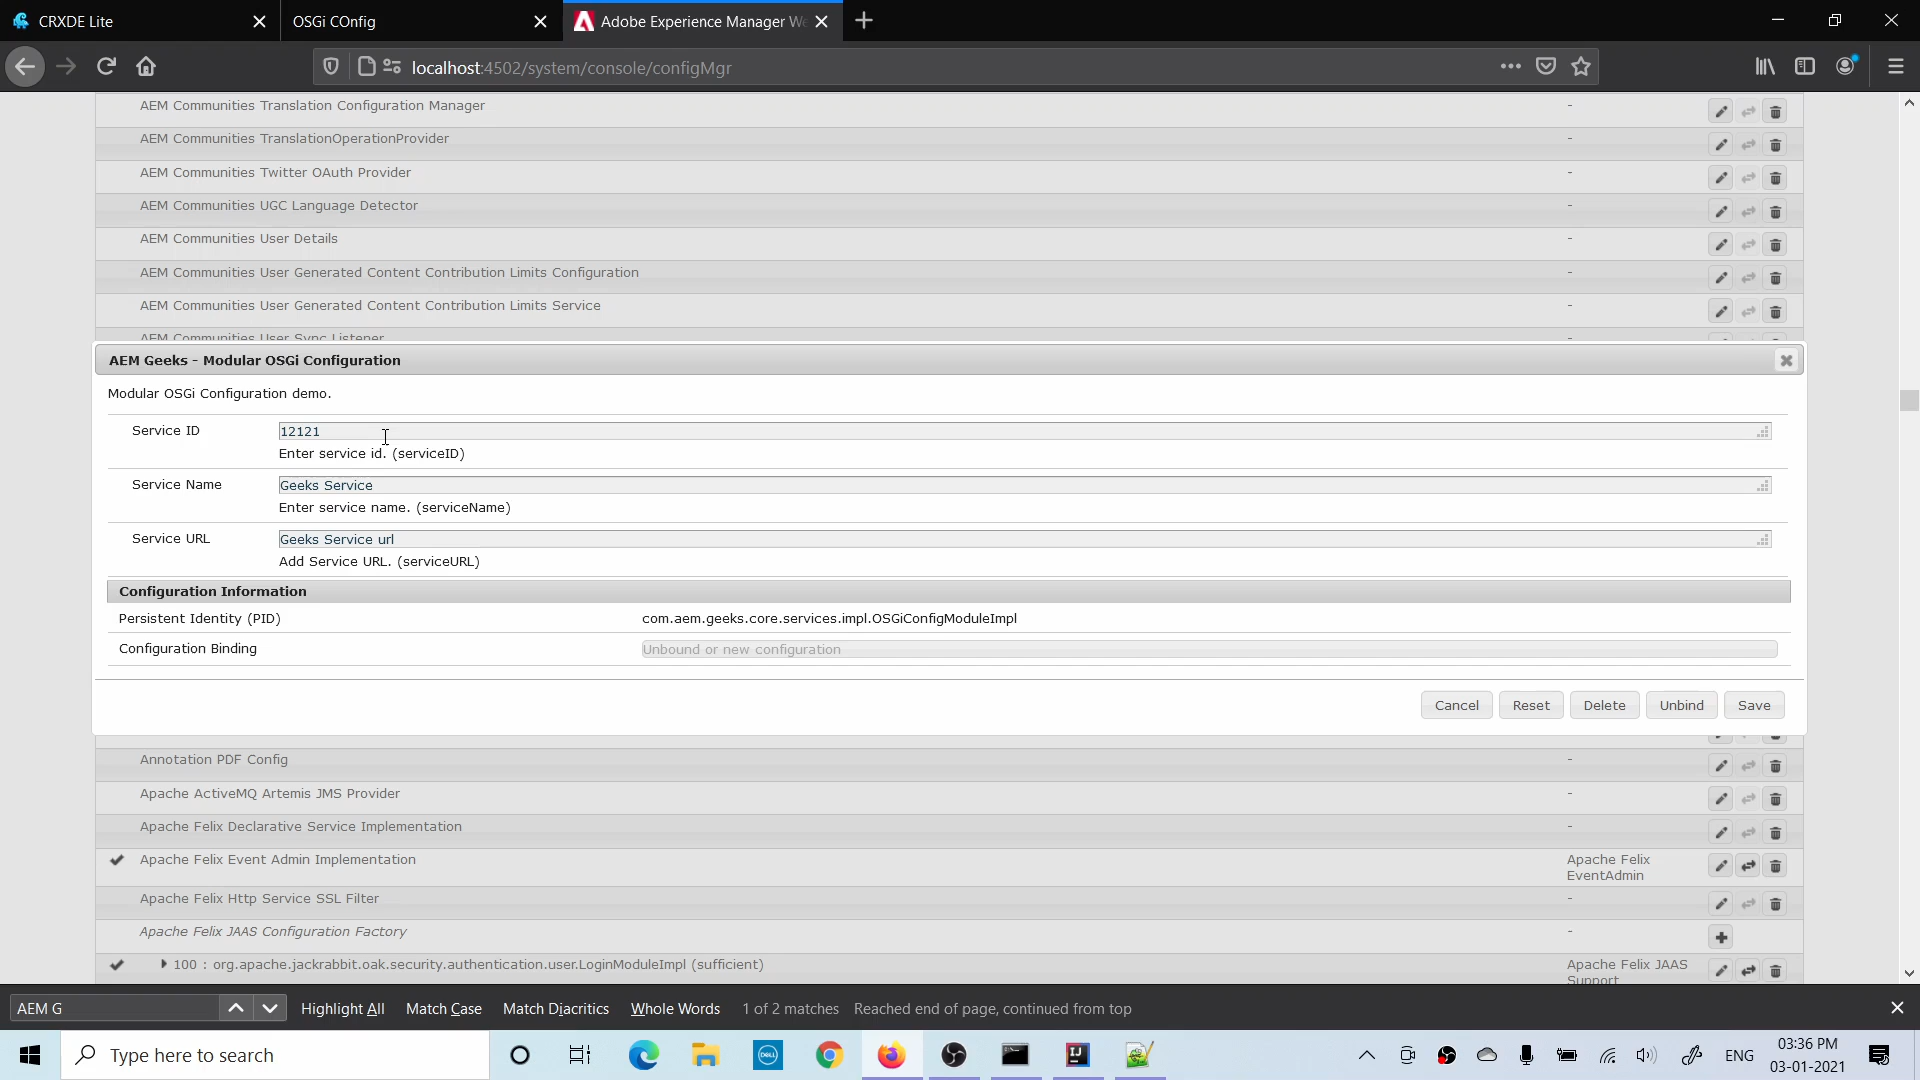 CRXDE Lite
OSGi COnfig
Adobe Experience Manager We
localhost:4502/system/console/configMgr
AEM Communities Translation Configuration Manager -
AEM Communities TranslationOperationProvider -
AEM Communities Twitter OAuth Provider -
AEM Communities UGC Language Detector -
AEM Communities User Details -
AEM Communities User Generated Content Contribution Limits Configuration -
AEM Communities User Generated Content Contribution Limits Service -
AEM Communities User Sync Listener
AEM Geeks - Modular OSGi Configuration
Modular OSGi Configuration demo.
Service ID 12121
Enter service id. (serviceID)
Service Name Geeks Service
Enter service name. (serviceName)
Service URL Geeks Service url
Add Service URL. (serviceURL)
Configuration Information
Persistent Identity (PID) com.aem.geeks.core.services.impl.OSGiConfigModuleImpl
Configuration Binding Unbound or new configuration
Cancel Reset Delete Unbind Save
Annotation PDF Config -
Apache ActiveMQ Artemis JMS Provider -
Apache Felix Declarative Service Implementation -
Apache Felix Event Admin Implementation Apache Felix
EventAdmin
Apache Felix Http Service SSL Filter -
Apache Felix JAAS Configuration Factory -
100 : org.apache.jackrabbit.oak.security.authentication.user.LoginModuleImpl (sufficient) Apache Felix JAAS
Support
AEM G Highlight All Match Case Match Diacritics Whole Words 1 of 2 matches Reached end of page, continued from top
Type here to search
DELL
IJ
ENG
03:36 PM
03-01-2021